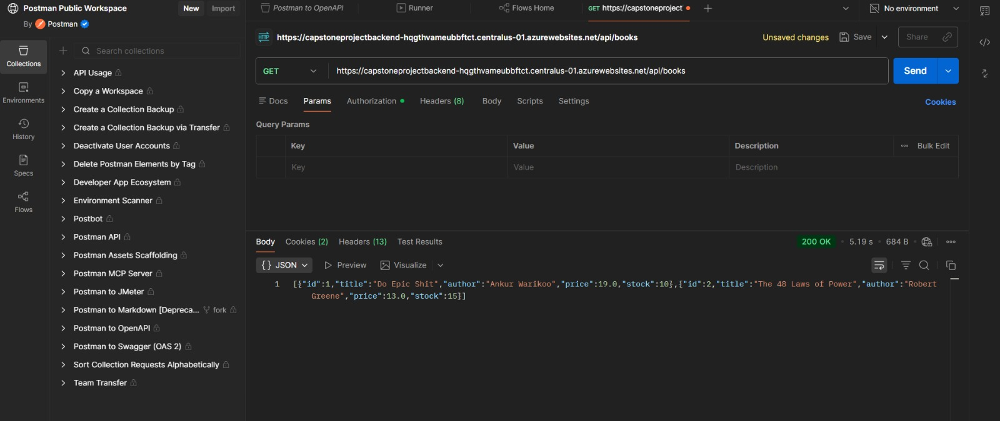 Postman Public Workspace
New
Import
By Postman
Collections
Environments
History
Specs
Flows
Search collections
API Usage
Copy a Workspace
Create a Collection Backup
Create a Collection Backup via Transfer
Deactivate User Accounts
Delete Postman Elements by Tag
Developer App Ecosystem
Environment Scanner
Postbot
Postman API
Postman Assets Scaffolding
Postman MCP Server
Postman to JMeter
Postman to Markdown [Depreca... fork
Postman to OpenAPI
Postman to Swagger (OAS 2)
Sort Collection Requests Alphabetically
Team Transfer
Postman to OpenAPI
Runner
Flows Home
GET https://capstoneproject
No environment
HTTP https://capstoneprojectbackend-hqgthvameubbftct.centralus-01.azurewebsites.net/api/books
Unsaved changes
Save
Share
GET
https://capstoneprojectbackend-hqgthvameubbftct.centralus-01.azurewebsites.net/api/books
Send
Docs Params Authorization Headers (8) Body Scripts Settings
Cookies
Query Params
Key Value Description Bulk Edit
Key Value Description
Body Cookies (2) Headers (13) Test Results
200 OK • 5.19 s • 684 B
{} JSON Preview Visualize
1 [{"id":1,"title":"Do Epic Shit","author":"Ankur Warikoo","price":19.0,"stock":10},{"id":2,"title":"The 48 Laws of Power","author":"Robert
Greene","price":13.0,"stock":15}]